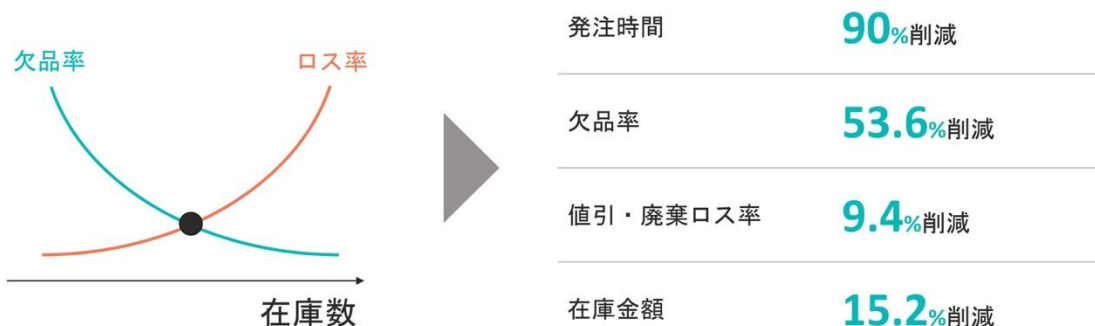 欠品率
ロス率
在庫数
発注時間 90%削減
欠品率 53.6%削減
値引・廃棄ロス率 9.4%削減
在庫金額 15.2%削減